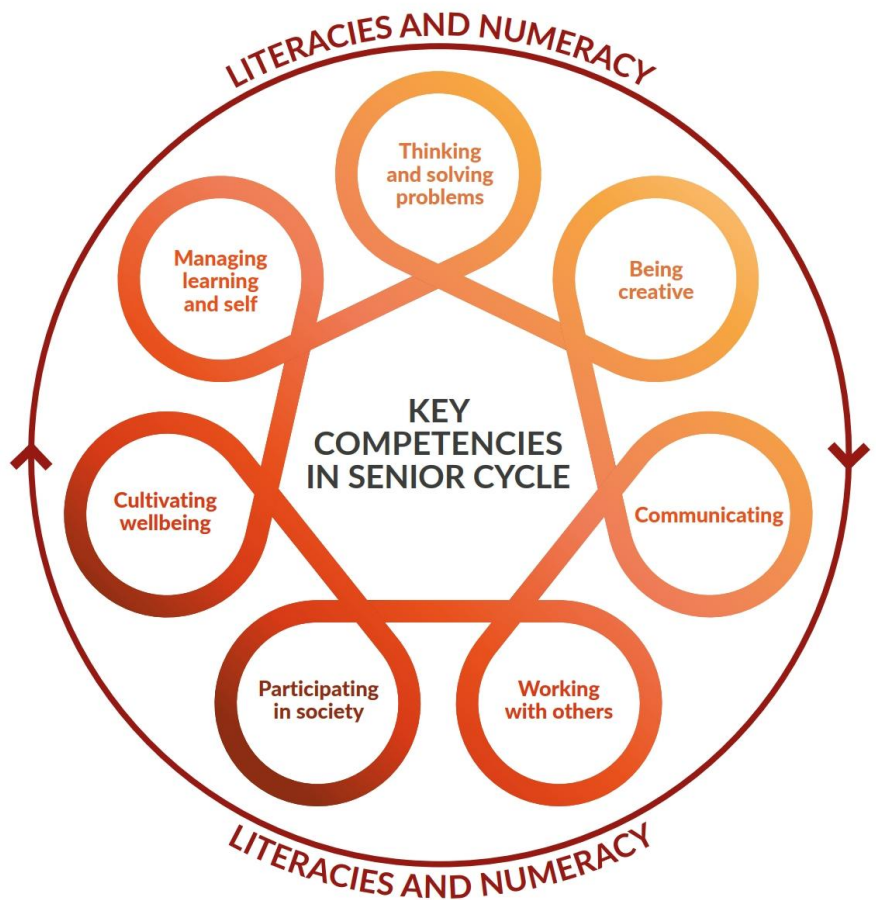 LITERACIES AND NUMERACY
Thinking
and solving
problems
Being
creative
Communicating
Working
with others
Participating
in society
Cultivating
wellbeing
Managing
learning
and self
KEY
COMPETENCIES
IN SENIOR CYCLE
LITERACIES AND NUMERACY